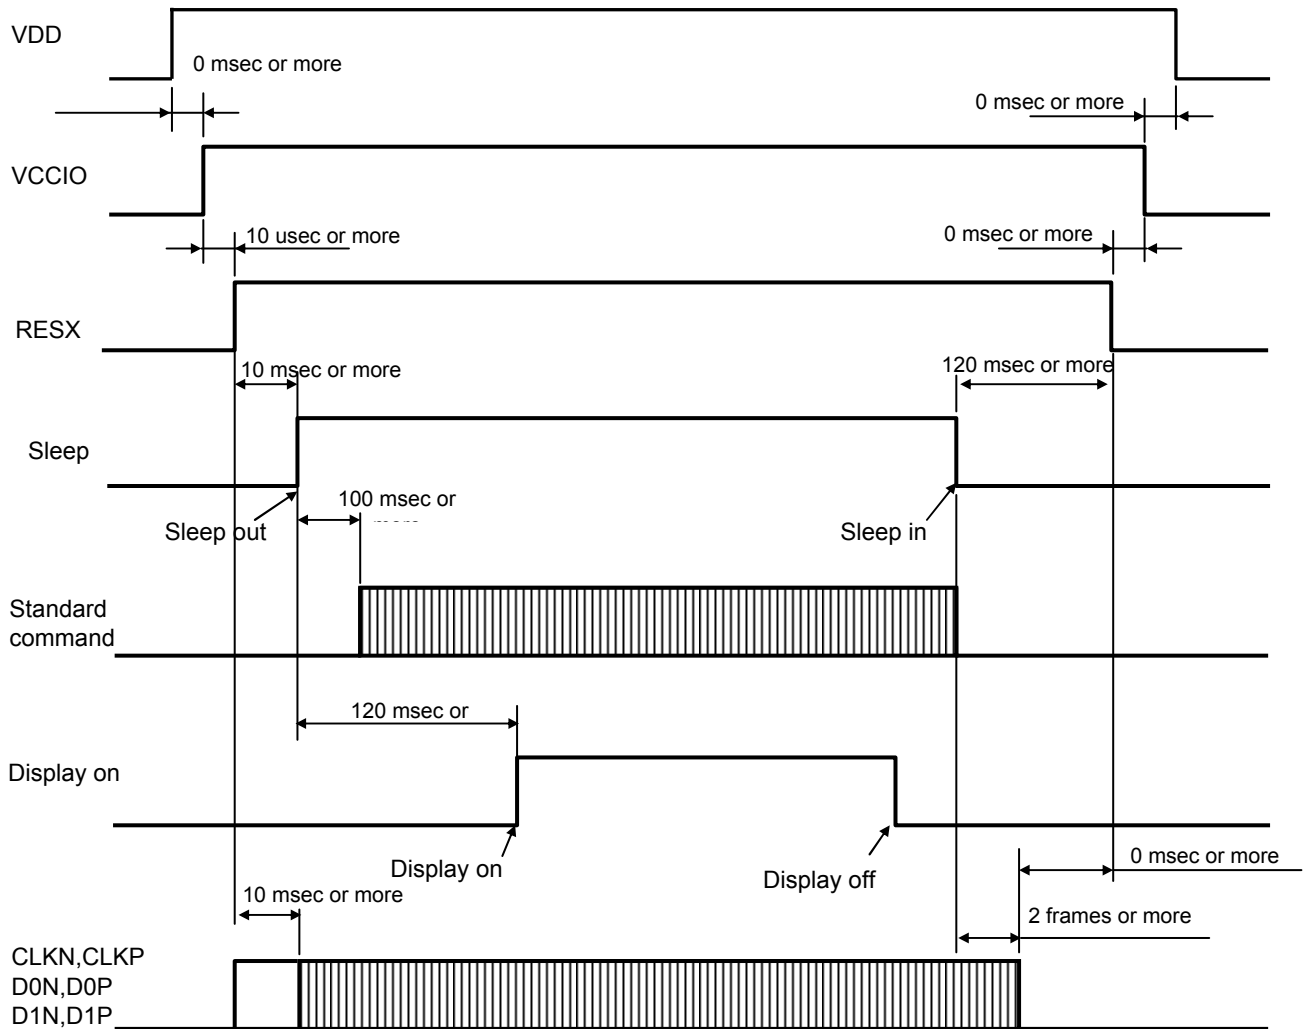 VDD
0 msec or more
0 msec or more
VCCIO
10 usec or more
0 msec or more
RESX
10 msec or more
120 msec or more
Sleep
100 msec or
Sleep out
Sleep in
Standard
command
120 msec or
Display on
Display on
Display off
0 msec or more
10 msec or more
2 frames or more
CLKN,CLKP
D0N,D0P
D1N,D1P